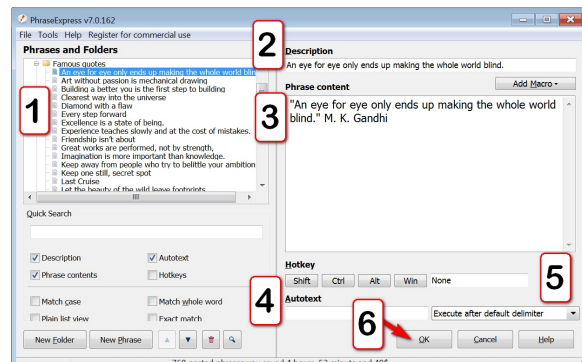 PhraseExpress v7.0.162
File Tools Help Register for commercial use
Phrases and Folders
Famous quotes
An eye for eye only ends up making the whole world blin
Art without passion is mechanical drawing
Building a better you is the first step to building
Clearest way into the universe
Diamond with a flaw
Every step forward
Excellence is a state of being.
Experience teaches slowly and at the cost of mistakes.
Friendship isn't about
Great works are performed, not by strength,
Imagination is more important than knowledge.
Keep away from people who try to belittle your ambition
Keep one still, secret spot
Last Cruise
Let the beauty of the wild leave footprints
1
Quick Search
Description
Autotext
Phrase contents
Hotkeys
Match case
Match whole word
Plain list view
Exact match
New Folder
New Phrase
2
Description
An eye for eye only ends up making the whole world blind.
Phrase content
Add Macro
3
"An eye for eye only ends up making the whole world
blind." M. K. Gandhi
Hotkey
Shift
Ctrl
Alt
Win
None
5
4
Autotext
Execute after default delimiter
6
OK
Cancel
Help